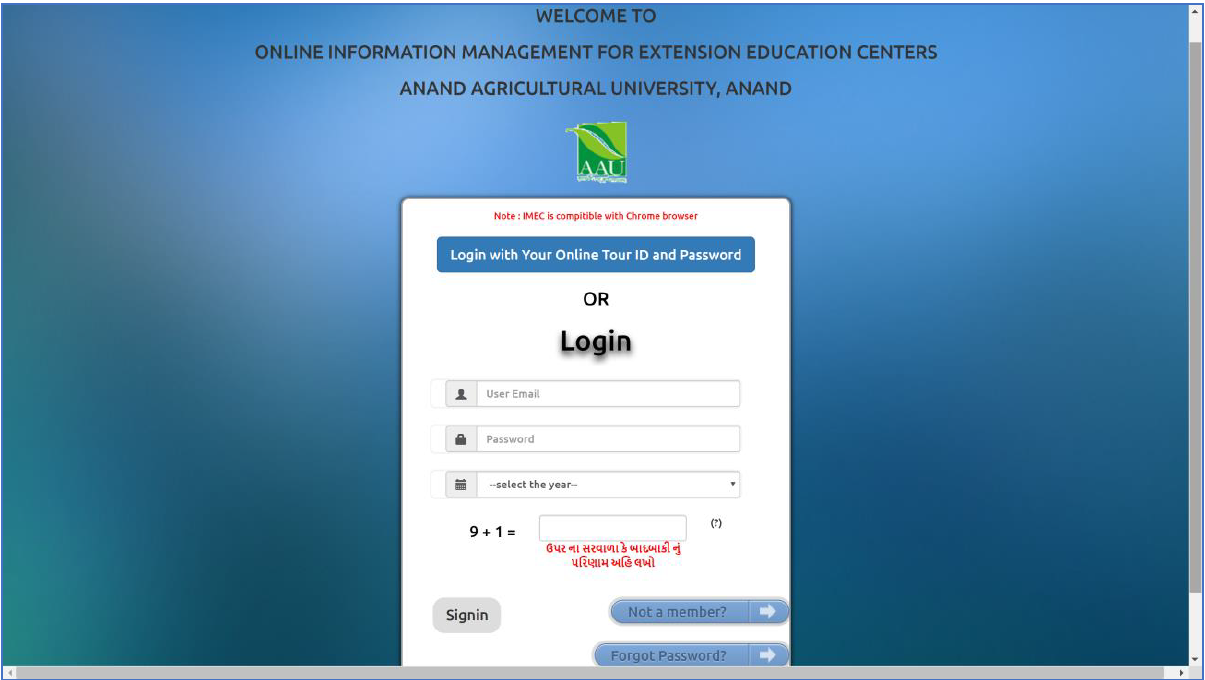 WELCOME TO
ONLINE INFORMATION MANAGEMENT FOR EXTENSION EDUCATION CENTERS
ANAND AGRICULTURAL UNIVERSITY, ANAND
AAU
Note : IMEC is compitible with Chrome browser
Login with Your Online Tour ID and Password
OR
Login
User Email
Password
--select the year--
9 + 1 =
(?)
ઉપર ના સરવાળા કે બાદબાકી નું
પરિણામ અહિ લખો
Signin
Not a member?
Forgot Password?